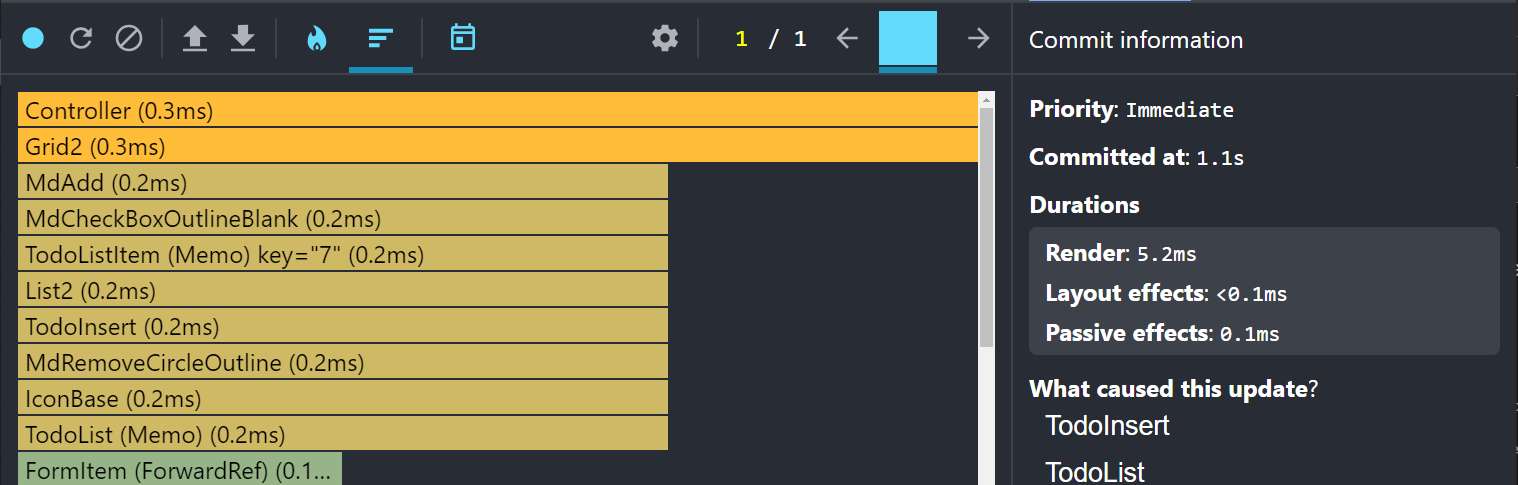 1 / 1
Commit information
Controller (0.3ms)
Grid2 (0.3ms)
MdAdd (0.2ms)
MdCheckBoxOutlineBlank (0.2ms)
TodoListItem (Memo) key="7" (0.2ms)
List2 (0.2ms)
TodoInsert (0.2ms)
MdRemoveCircleOutline (0.2ms)
IconBase (0.2ms)
TodoList (Memo) (0.2ms)
FormItem (ForwardRef) (0.1...
Priority: Immediate
Committed at: 1.1s
Durations
Render: 5.2ms
Layout effects: <0.1ms
Passive effects: 0.1ms
What caused this update?
TodoInsert
TodoList